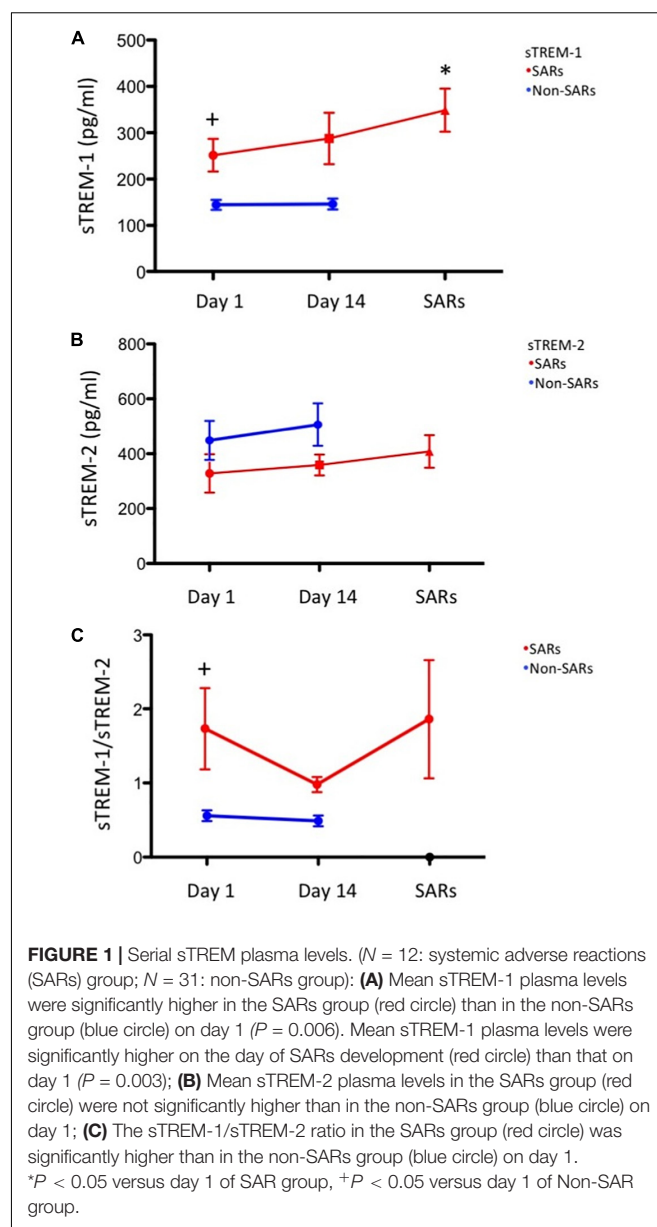 A
sTREM-1 (pg/ml)
500
400
300
200
100
0
+
*
sTREM-1
SARs
Non-SARs
Day 1
Day 14
SARs
B
sTREM-2 (pg/ml)
800
600
400
200
0
sTREM-2
SARs
Non-SARs
Day 1
Day 14
SARs
C
sTREM-1/sTREM-2
3
2
1
0
+
SARs
Non-SARs
Day 1
Day 14
SARs
FIGURE 1 | Serial sTREM plasma levels. (N = 12: systemic adverse reactions
(SARs) group; N = 31: non-SARs group): (A) Mean sTREM-1 plasma levels
were significantly higher in the SARs group (red circle) than in the non-SARs
group (blue circle) on day 1 (P = 0.006). Mean sTREM-1 plasma levels were
significantly higher on the day of SARs development (red circle) than that on
day 1 (P = 0.003); (B) Mean sTREM-2 plasma levels in the SARs group (red
circle) were not significantly higher than in the non-SARs group (blue circle) on
day 1; (C) The sTREM-1/sTREM-2 ratio in the SARs group (red circle) was
significantly higher than in the non-SARs group (blue circle) on day 1.
*P < 0.05 versus day 1 of SAR group, +P < 0.05 versus day 1 of Non-SAR
group.